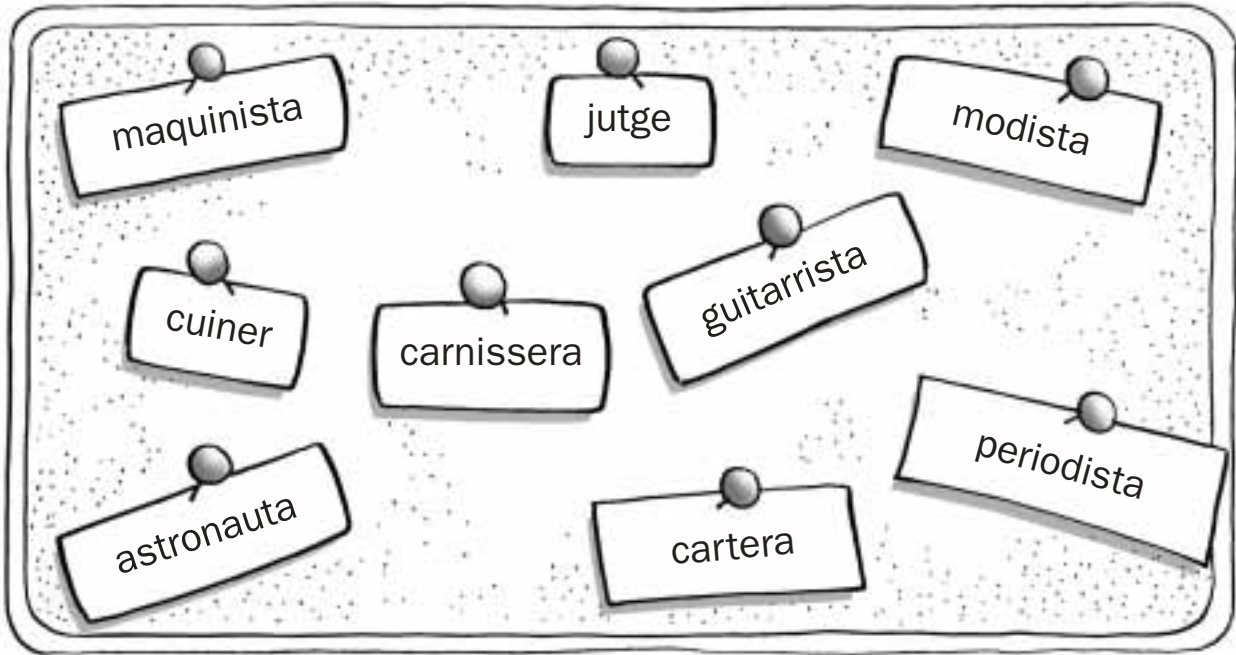 maquinista
jutge
modista
cuiner
carnissera
guitarrista
astronauta
cartera
periodista